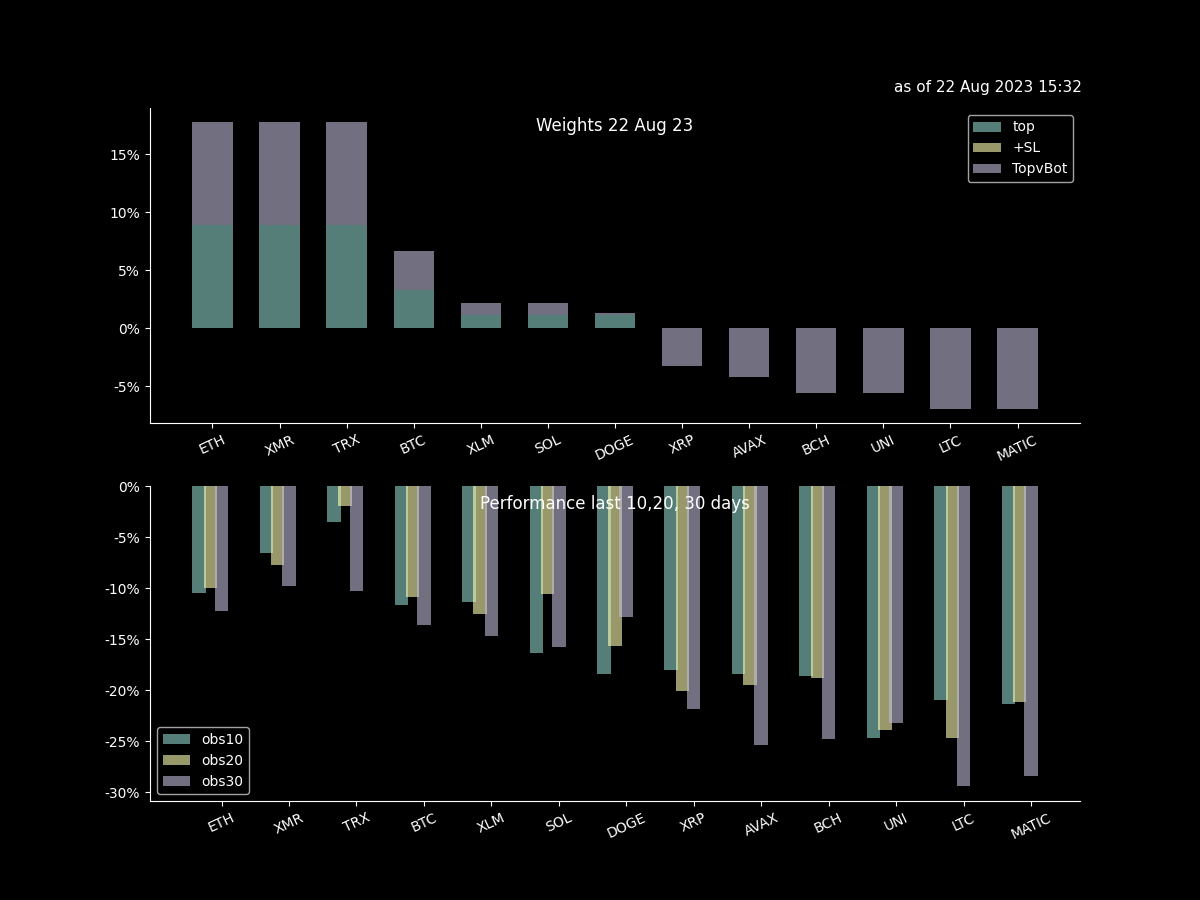 as of 22 Aug 2023 15:32
Weights 22 Aug 23
top
+SL
TopvBot
15%
10%
5%
0%
-5%
ETH XMR TRX BTC XLM SOL DOGE XRP AVAX BCH UNI LTC MATIC
Performance last 10,20, 30 days
0%
-5%
-10%
-15%
-20%
-25%
-30%
obs10
obs20
obs30
ETH XMR TRX BTC XLM SOL DOGE XRP AVAX BCH UNI LTC MATIC